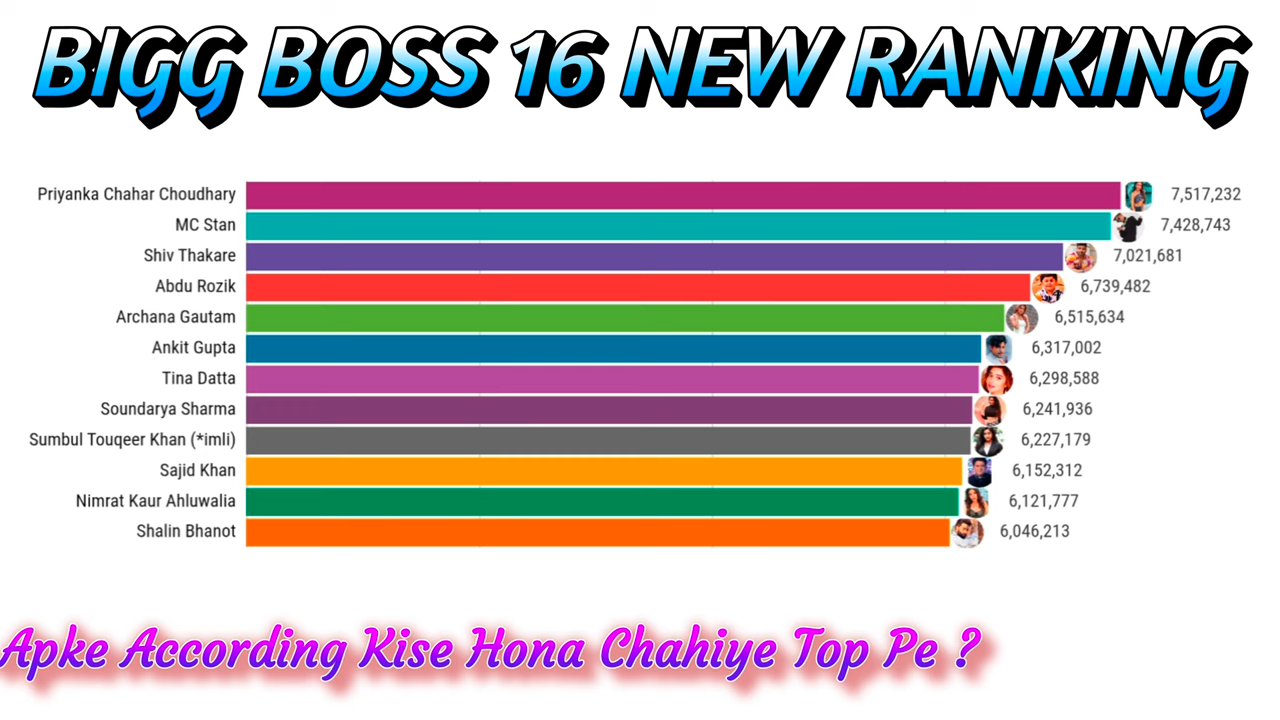 BIGG BOSS 16 NEW RANKING
Priyanka Chahar Choudhary 7,517,232
MC Stan 7,428,743
Shiv Thakare 7,021,681
Abdu Rozik 6,739,482
Archana Gautam 6,515,634
Ankit Gupta 6,317,002
Tina Datta 6,298,588
Soundarya Sharma 6,241,936
Sumbul Touqeer Khan (*imli) 6,227,179
Sajid Khan 6,152,312
Nimrat Kaur Ahluwalia 6,121,777
Shalin Bhanot 6,046,213
Apke According Kise Hona Chahiye Top Pe ?